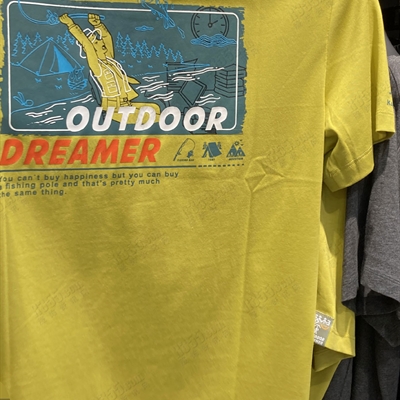 OUTDOOR
DREAMER
You can't buy happiness but you can buy
a fishing pole and that's pretty much
the same thing.